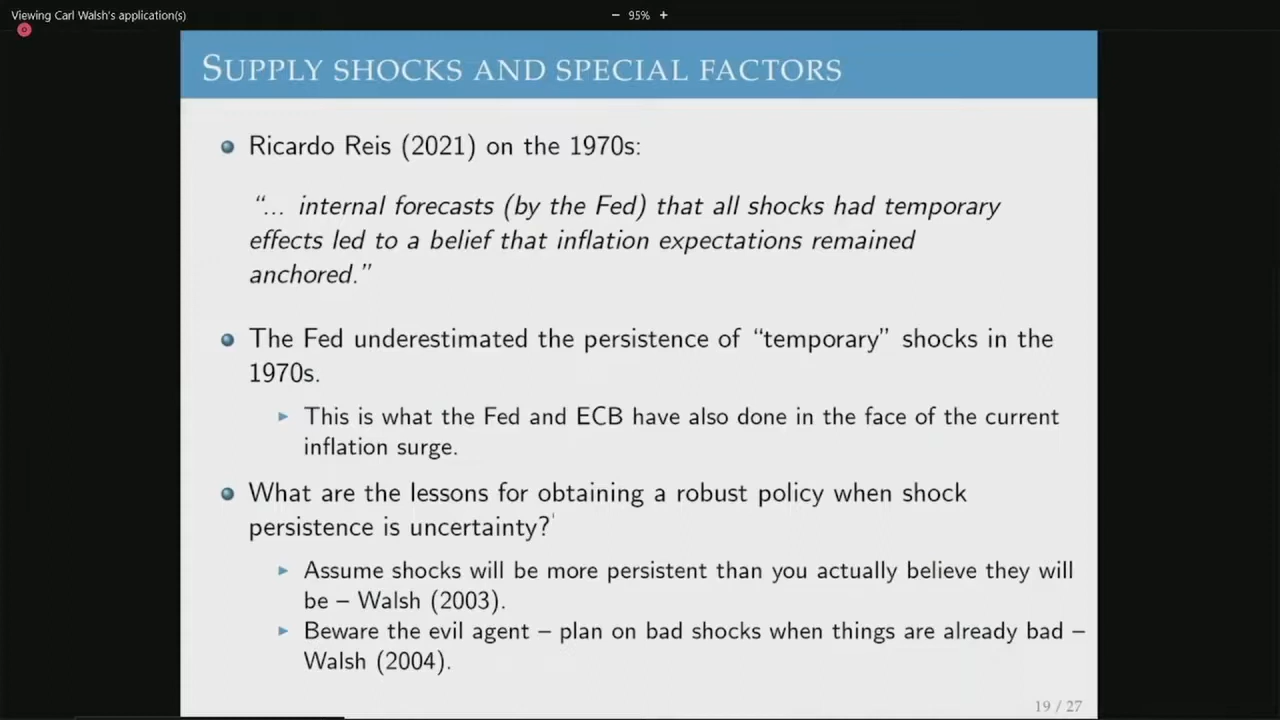 Viewing Carl Walsh's application(s)
− 95% +
SUPPLY SHOCKS AND SPECIAL FACTORS
Ricardo Reis (2021) on the 1970s:
“... internal forecasts (by the Fed) that all shocks had temporary
effects led to a belief that inflation expectations remained
anchored.”
The Fed underestimated the persistence of “temporary” shocks in the
1970s.
This is what the Fed and ECB have also done in the face of the current
inflation surge.
What are the lessons for obtaining a robust policy when shock
persistence is uncertainty?
Assume shocks will be more persistent than you actually believe they will
be – Walsh (2003).
Beware the evil agent – plan on bad shocks when things are already bad –
Walsh (2004).
19 / 27